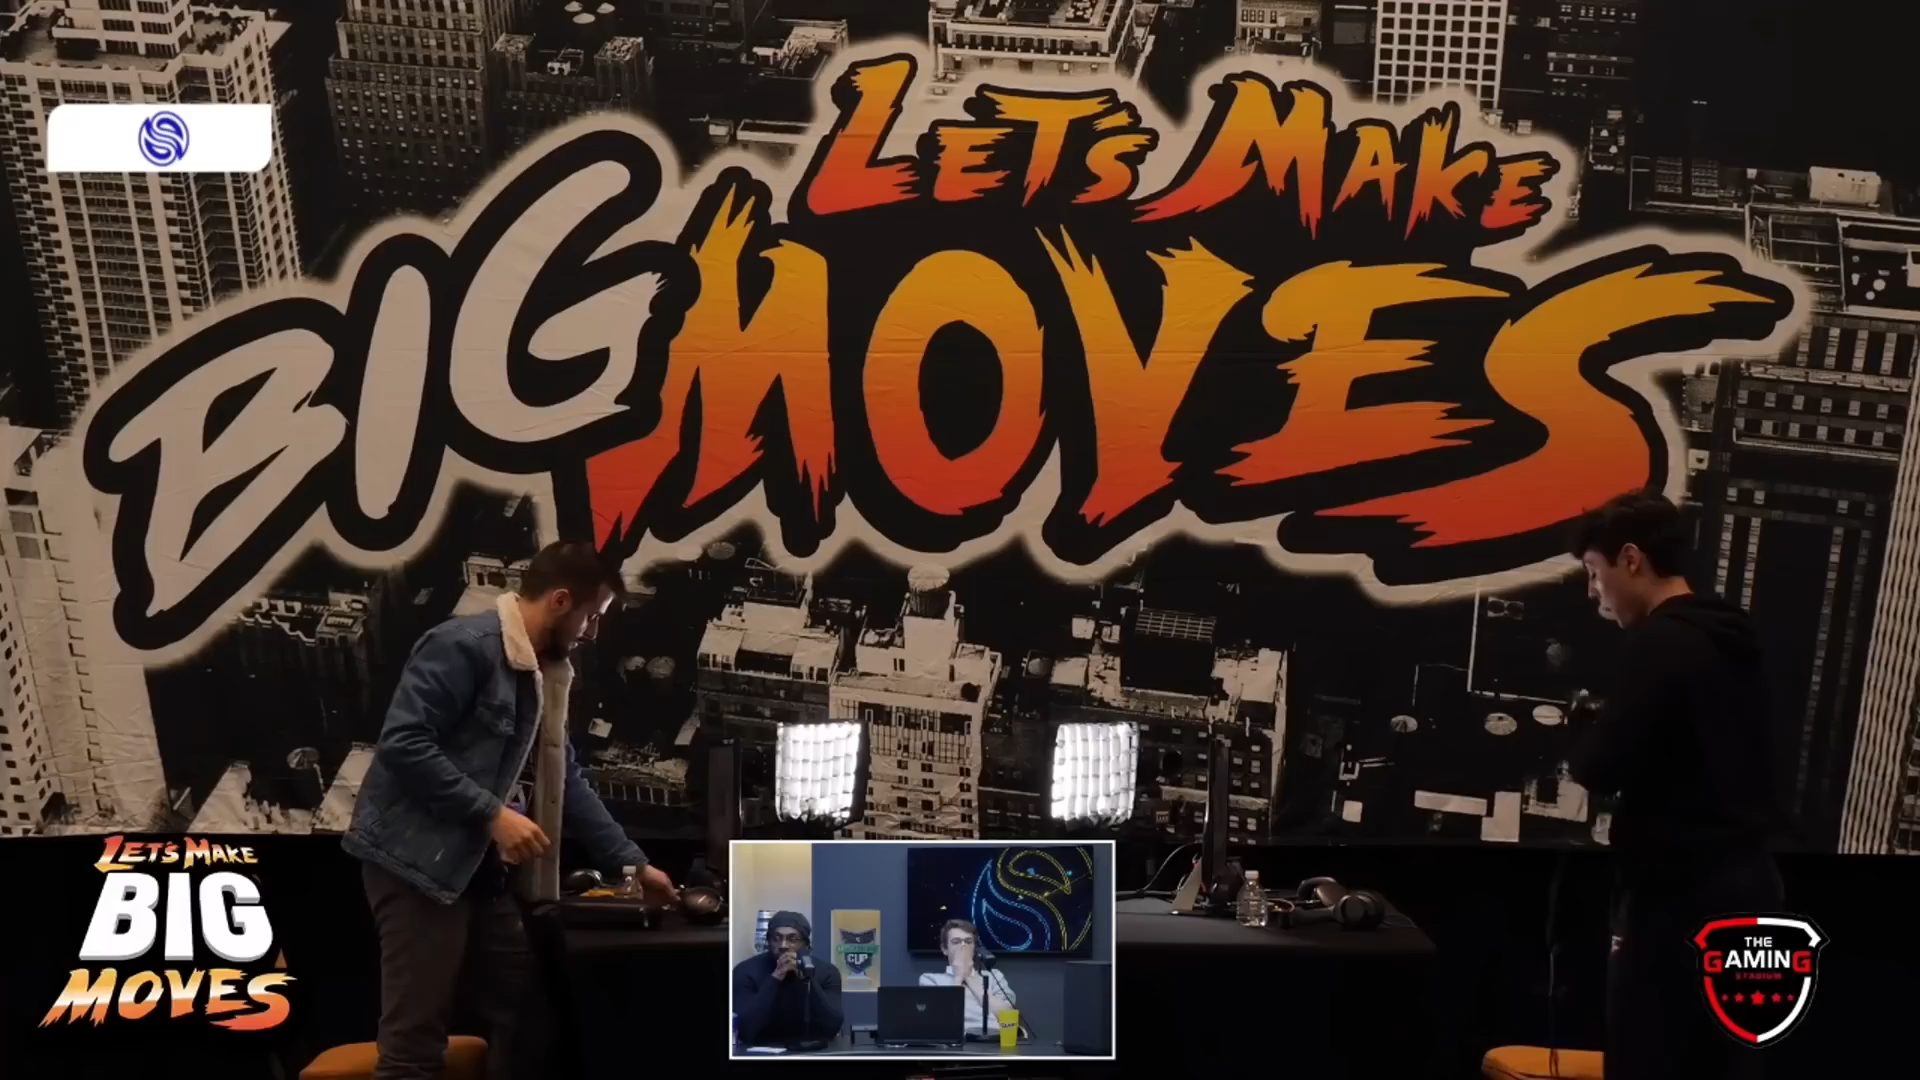 LET'S MAKE
BIG MOVES
LET'S MAKE
BIG
MOVES
CUP
THE
GAMING
STADIUM